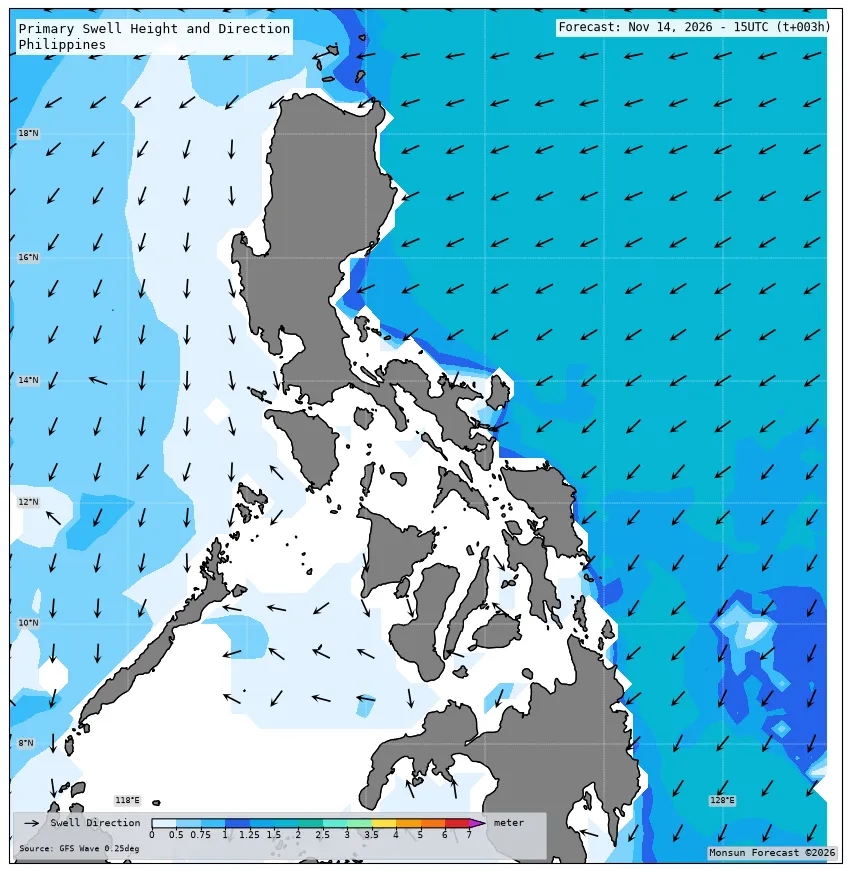 Primary Swell Height and Direction
Philippines
Forecast: Nov 14, 2026 - 15UTC (t+003h)
18°N
16°N
14°N
12°N
10°N
8°N
118°E
128°E
Swell Direction
0 0.5 0.75 1 1.25 1.5 2 2.5 3 3.5 4 5 6 7
meter
Source: GFS Wave 0.25deg
Monsun Forecast ©2026